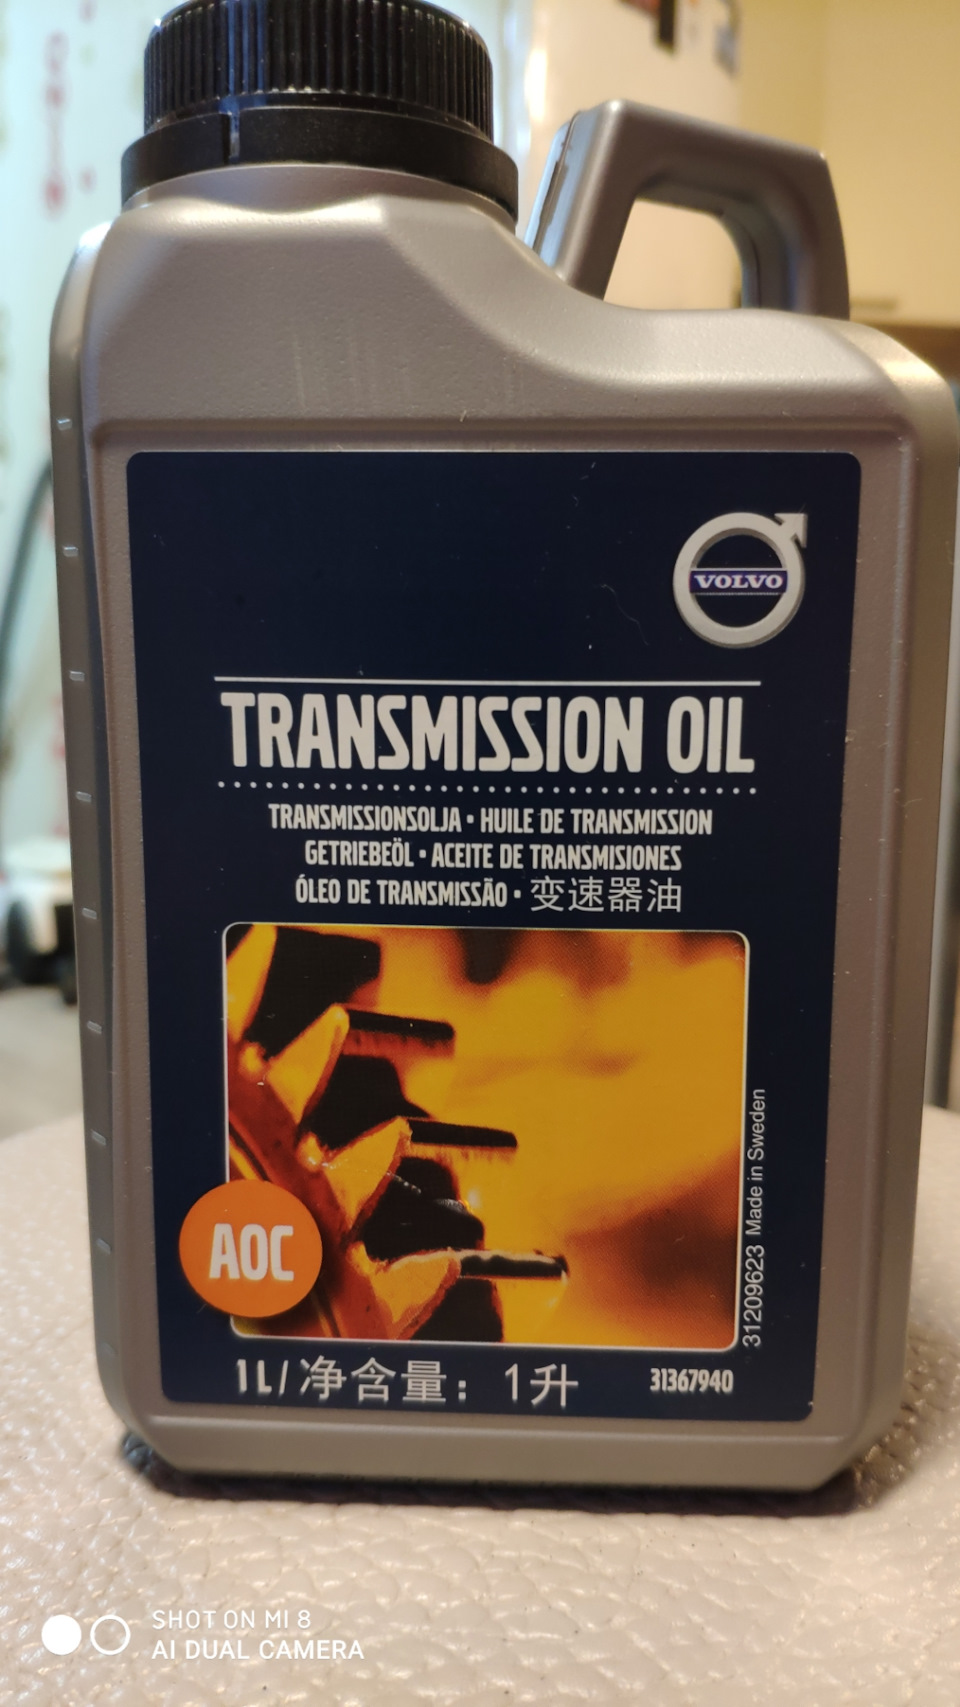 VOLVO
TRANSMISSION OIL
TRANSMISSIONSOLJA • HUILE DE TRANSMISSION
GETRIEBEÖL • ACEITE DE TRANSMISIONES
ÓLEO DE TRANSMISSÃO • 变速器油
AOC
31209623 Made in Sweden
1L/净含量：1升 31367940
SHOT ON MI 8
AI DUAL CAMERA